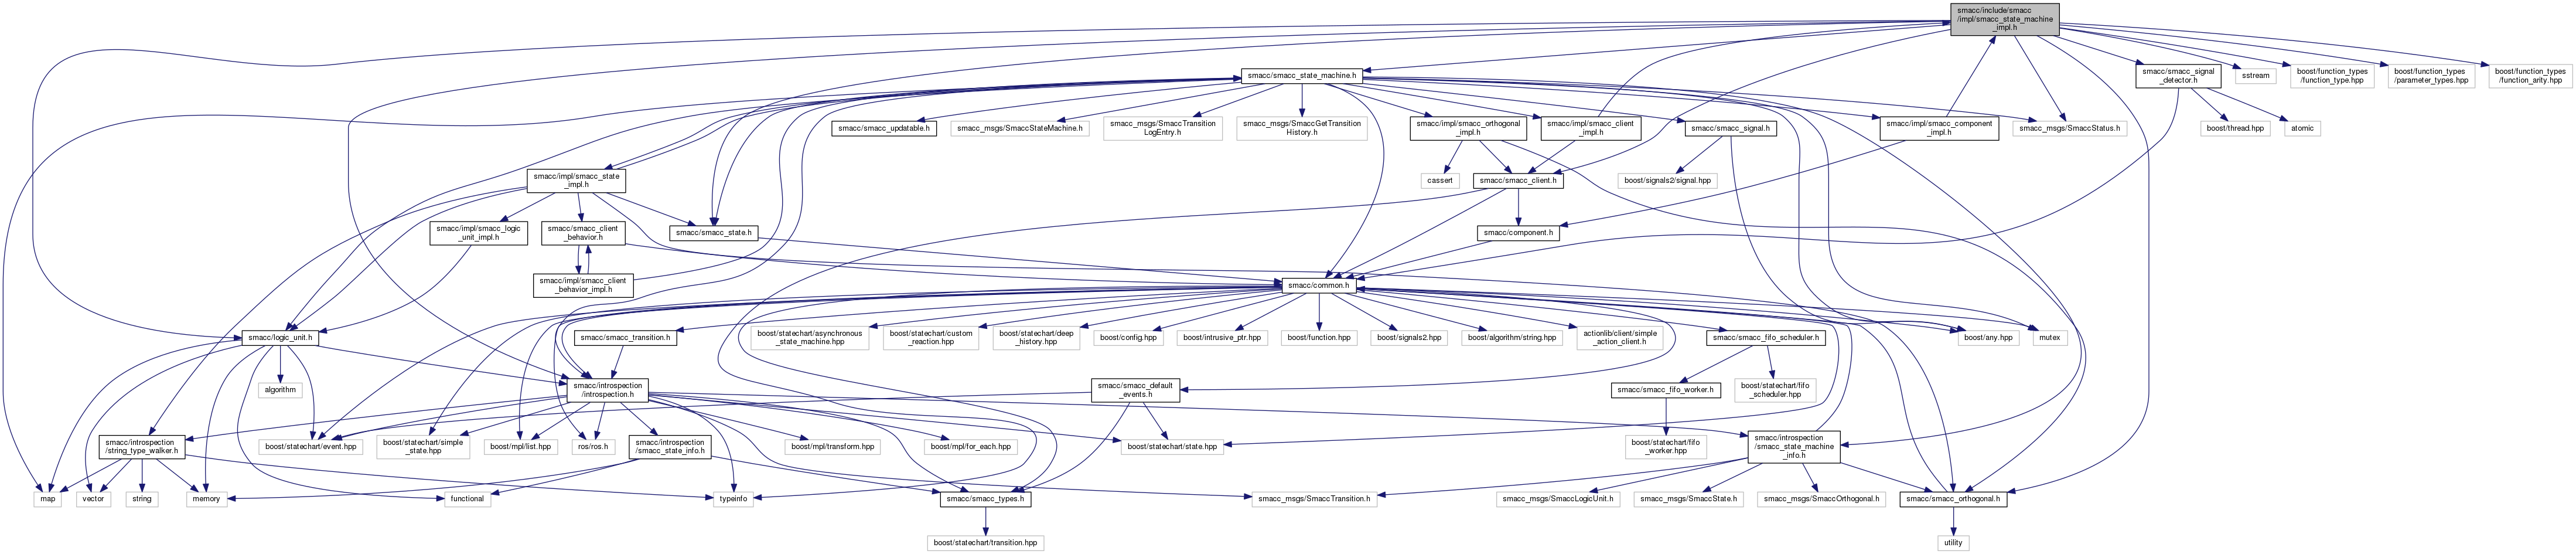 smacc/include/smacc
/impl/smacc_state_machine
_impl.h
smacc/smacc_state_machine.h
smacc/smacc_signal
_detector.h
sstream
boost/function_types
/function_type.hpp
boost/function_types
/parameter_types.hpp
boost/function_types
/function_arity.hpp
smacc/smacc_updatable.h
smacc_msgs/SmaccStateMachine.h
smacc_msgs/SmaccTransition
LogEntry.h
smacc_msgs/SmaccGetTransition
History.h
smacc/impl/smacc_orthogonal
_impl.h
smacc/impl/smacc_client
_impl.h
smacc/smacc_signal.h
smacc/impl/smacc_component
_impl.h
smacc_msgs/SmaccStatus.h
boost/thread.hpp
atomic
smacc/impl/smacc_state
_impl.h
cassert
smacc/smacc_client.h
boost/signals2/signal.hpp
smacc/impl/smacc_logic
_unit_impl.h
smacc/smacc_client
_behavior.h
smacc/smacc_state.h
smacc/component.h
smacc/impl/smacc_client
_behavior_impl.h
smacc/common.h
smacc/logic_unit.h
smacc/smacc_transition.h
boost/statechart/asynchronous
_state_machine.hpp
boost/statechart/custom
_reaction.hpp
boost/statechart/deep
_history.hpp
boost/config.hpp
boost/intrusive_ptr.hpp
boost/function.hpp
boost/signals2.hpp
boost/algorithm/string.hpp
actionlib/client/simple
_action_client.h
smacc/smacc_fifo_scheduler.h
boost/any.hpp
mutex
algorithm
smacc/introspection
/introspection.h
smacc/smacc_default
_events.h
smacc/smacc_fifo_worker.h
boost/statechart/fifo
_scheduler.hpp
smacc/introspection
/string_type_walker.h
boost/statechart/event.hpp
boost/statechart/simple
_state.hpp
boost/mpl/list.hpp
ros/ros.h
smacc/introspection
/smacc_state_info.h
boost/mpl/transform.hpp
boost/mpl/for_each.hpp
boost/statechart/state.hpp
boost/statechart/fifo
_worker.hpp
smacc/introspection
/smacc_state_machine
_info.h
map
vector
string
memory
functional
typeinfo
smacc/smacc_types.h
smacc_msgs/SmaccTransition.h
smacc_msgs/SmaccLogicUnit.h
smacc_msgs/SmaccState.h
smacc_msgs/SmaccOrthogonal.h
smacc/smacc_orthogonal.h
boost/statechart/transition.hpp
utility